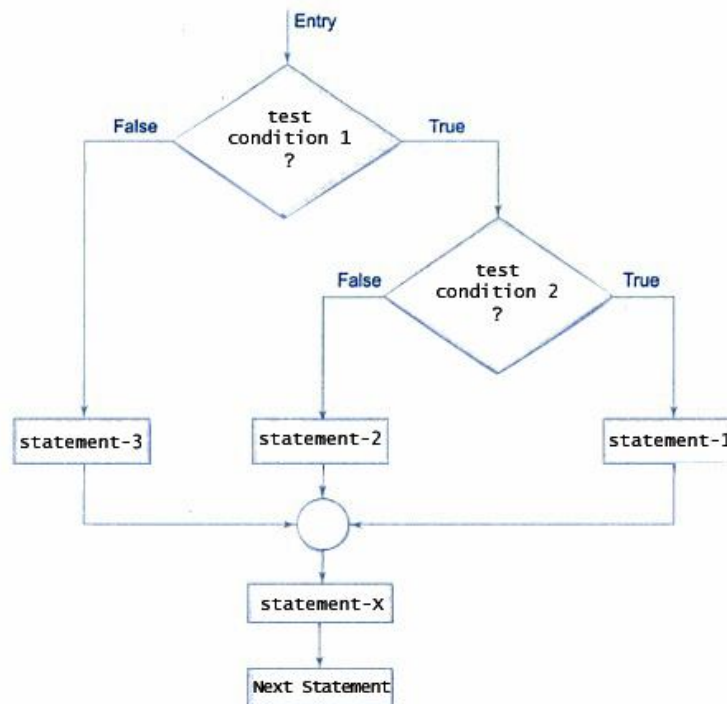 Entry
test
condition 1
?
False
True
test
condition 2
?
False
True
statement-3
statement-2
statement-1
statement-X
Next Statement